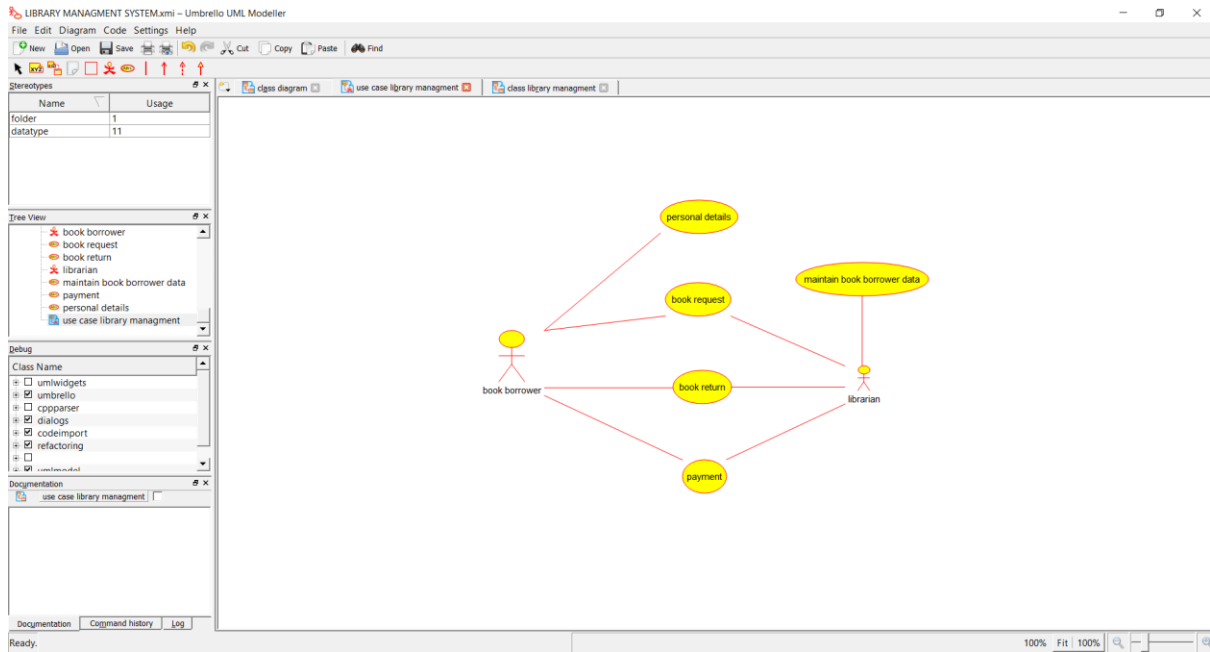 LIBRARY MANAGMENT SYSTEM.xmi – Umbrello UML Modeller
File Edit Diagram Code Settings Help
New Open Save Cut Copy Paste Find
Stereotypes
Name Usage
folder 1
datatype 11
Tree View
book borrower
book request
book return
librarian
maintain book borrower data
payment
personal details
use case library managment
Debug
Class Name
umlwidgets
umbrello
cppparser
dialogs
codeimport
refactoring
umlmodel
Documentation
use case library managment
Documentation Command history Log
Ready.
class diagram use case library managment class library managment
personal details
maintain book borrower data
book request
book borrower
book return
librarian
payment
100% Fit 100%